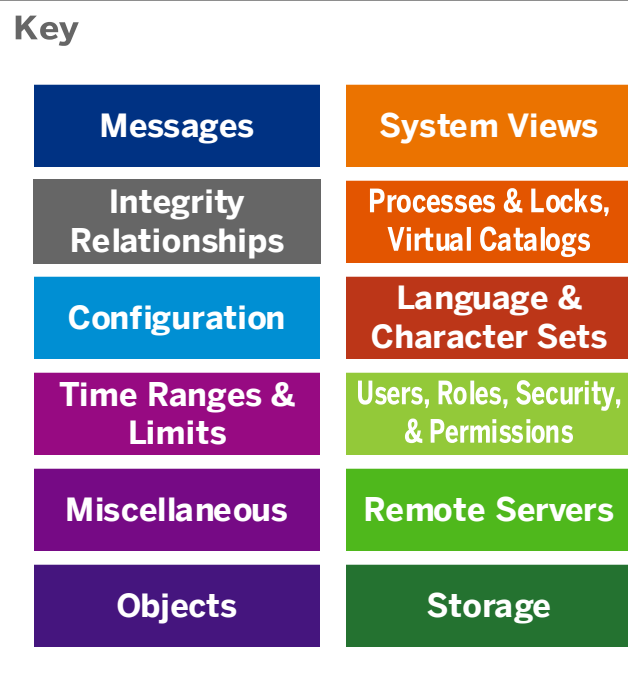 Key
Messages
System Views
Integrity
Relationships
Processes & Locks,
Virtual Catalogs
Configuration
Language &
Character Sets
Time Ranges &
Limits
Users, Roles, Security,
& Permissions
Miscellaneous
Remote Servers
Objects
Storage